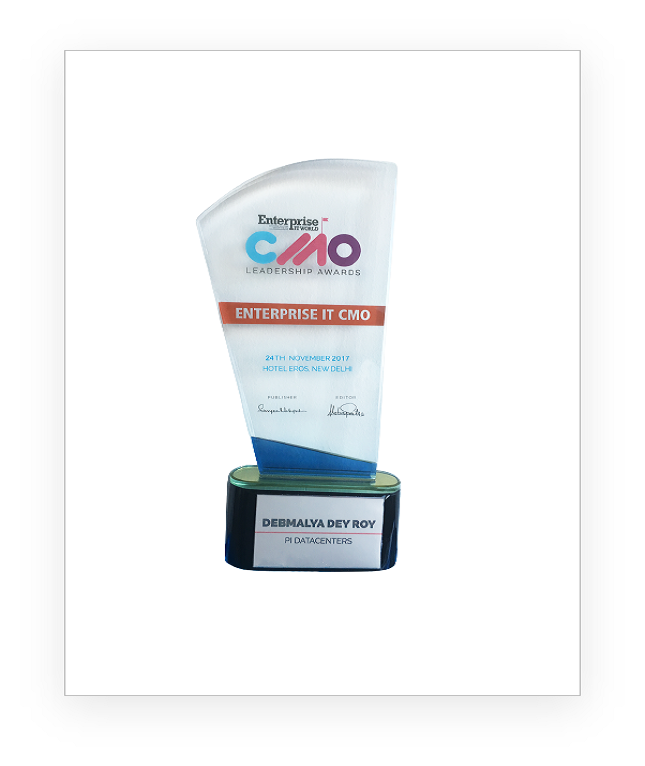 Enterprise
IT WORLD
CMO
LEADERSHIP AWARDS
ENTERPRISE IT CMO
24TH NOVEMBER 2017
HOTEL EROS, NEW DELHI
PUBLISHER EDITOR
DEBMALYA DEY ROY
PI DATACENTERS